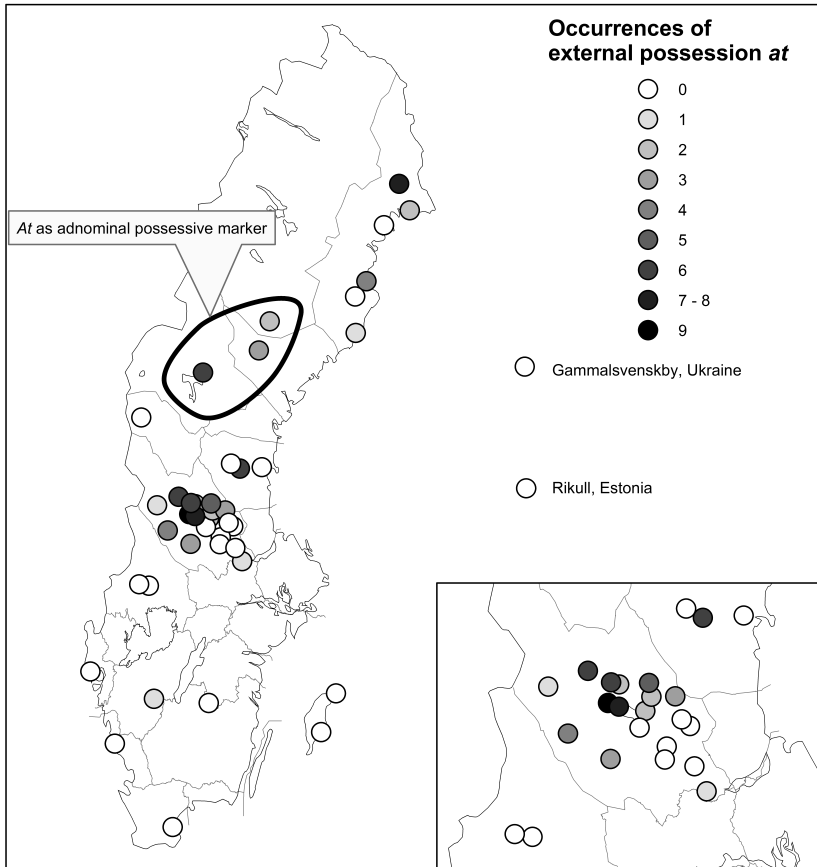 Occurrences of
external possession at
0
1
2
3
4
5
6
7 - 8
9
At as adnominal possessive marker
Gammalsvenskby, Ukraine
Rikull, Estonia